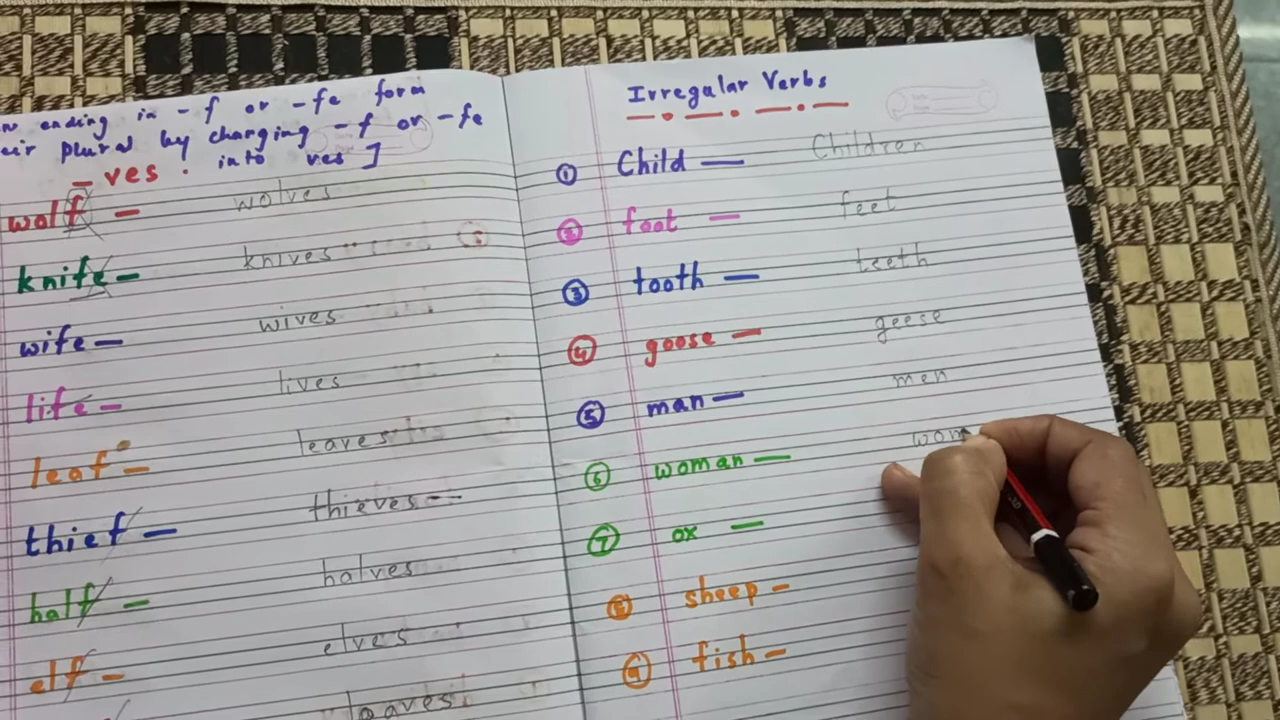 ending in -f or -fe form
plural by changing -f or -fe
into ves ]
- ves.
wolf - wolves
knife - knives
wife - wives
life - lives
leaf - leaves
thief - thieves
half - halves
elf - elves
Irregular Verbs
① Child - Children
② foot - feet
③ tooth - teeth
④ goose - geese
⑤ man - men
⑥ woman - wom
⑦ ox -
⑧ sheep -
⑨ fish -